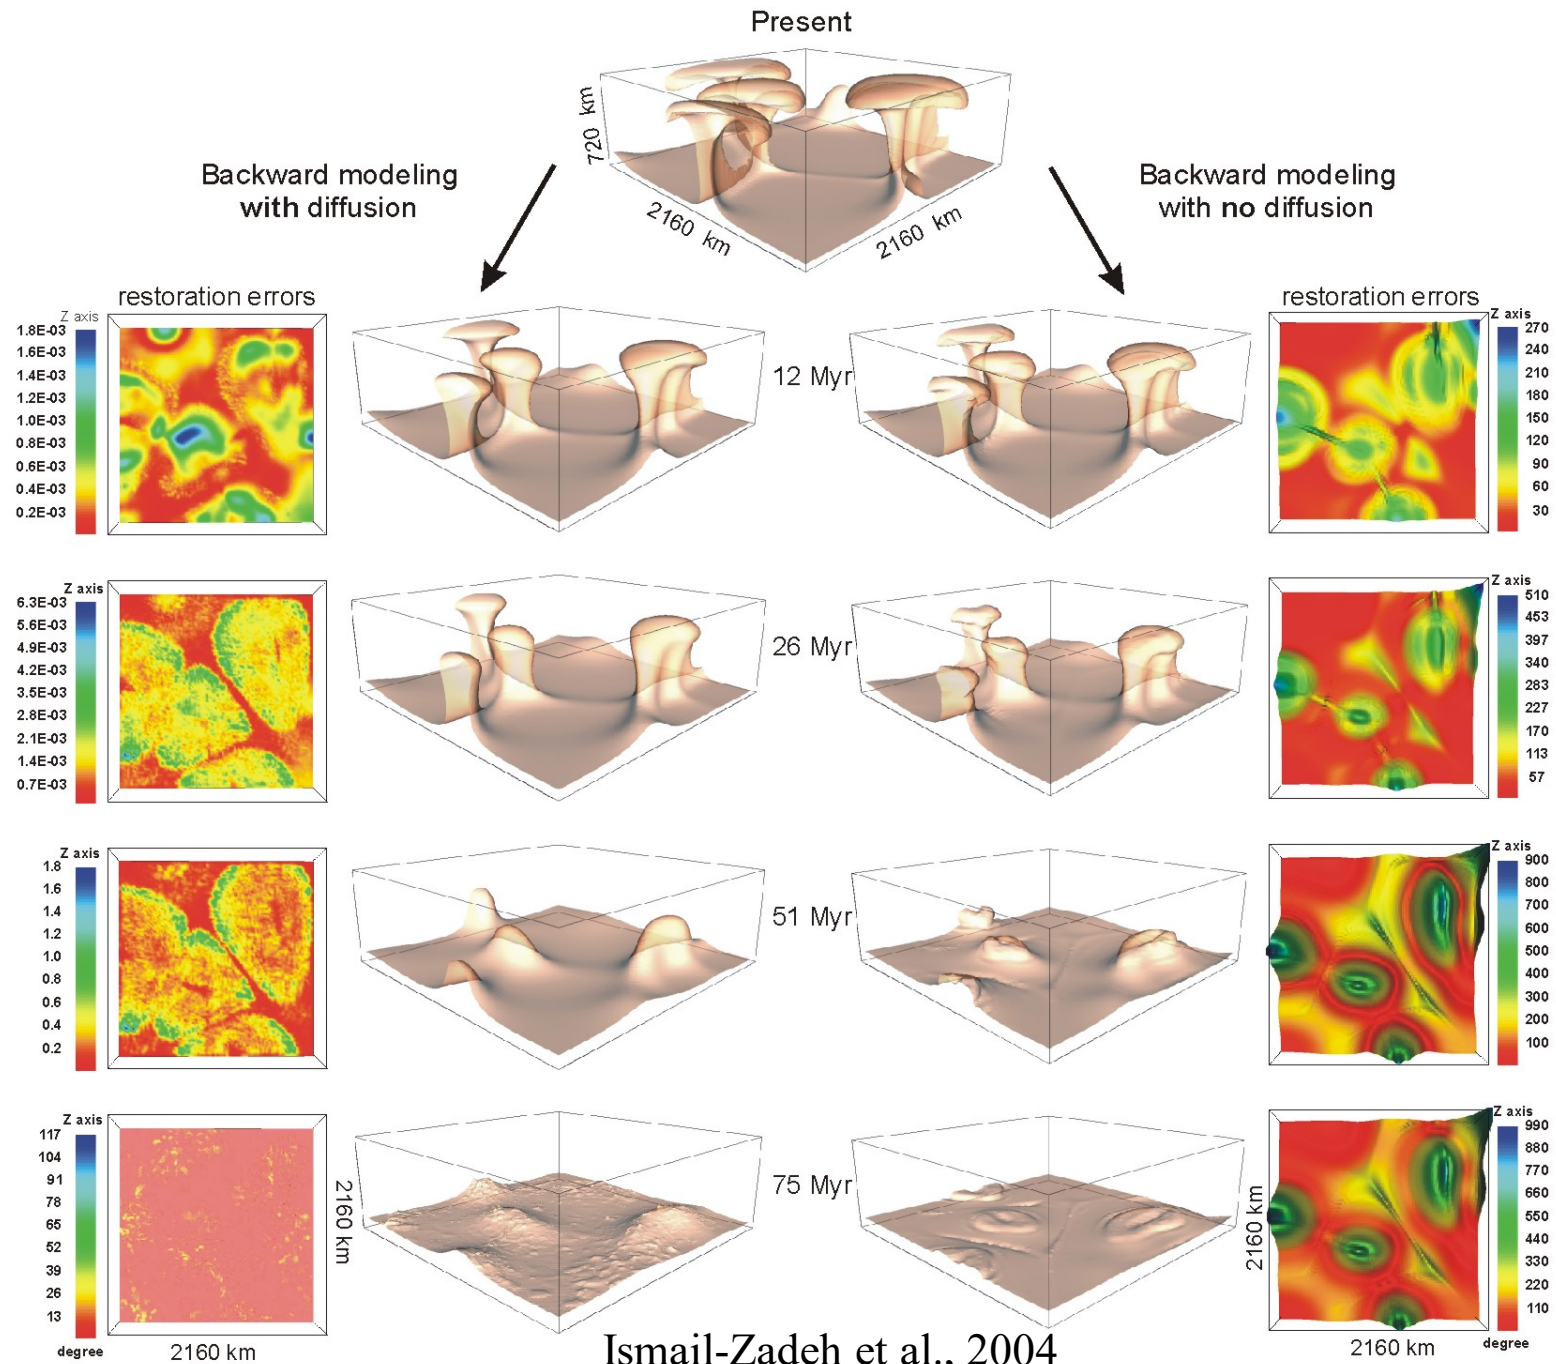 Present
720 km
2160 km
2160 km
Backward modeling
with diffusion
Backward modeling
with no diffusion
restoration errors
Z axis
1.8E-03
1.6E-03
1.4E-03
1.2E-03
1.0E-03
0.8E-03
0.6E-03
0.4E-03
0.2E-03
12 Myr
restoration errors
Z axis
270
240
210
180
150
120
90
60
30
Z axis
6.3E-03
5.6E-03
4.9E-03
4.2E-03
3.5E-03
2.8E-03
2.1E-03
1.4E-03
0.7E-03
26 Myr
Z axis
510
453
397
340
283
227
170
113
57
Z axis
1.8
1.6
1.4
1.2
1.0
0.8
0.6
0.4
0.2
51 Myr
Z axis
900
800
700
600
500
400
300
200
100
Z axis
117
104
91
78
65
52
39
26
13
degree
2160 km
2160 km
75 Myr
2160 km
Z axis
990
880
770
660
550
440
330
220
110
degree
2160 km
Ismail-Zadeh et al., 2004